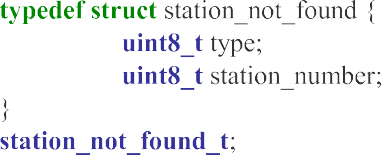 typedef struct station_not_found {
uint8_t type;
uint8_t station_number;
}
station_not_found_t;